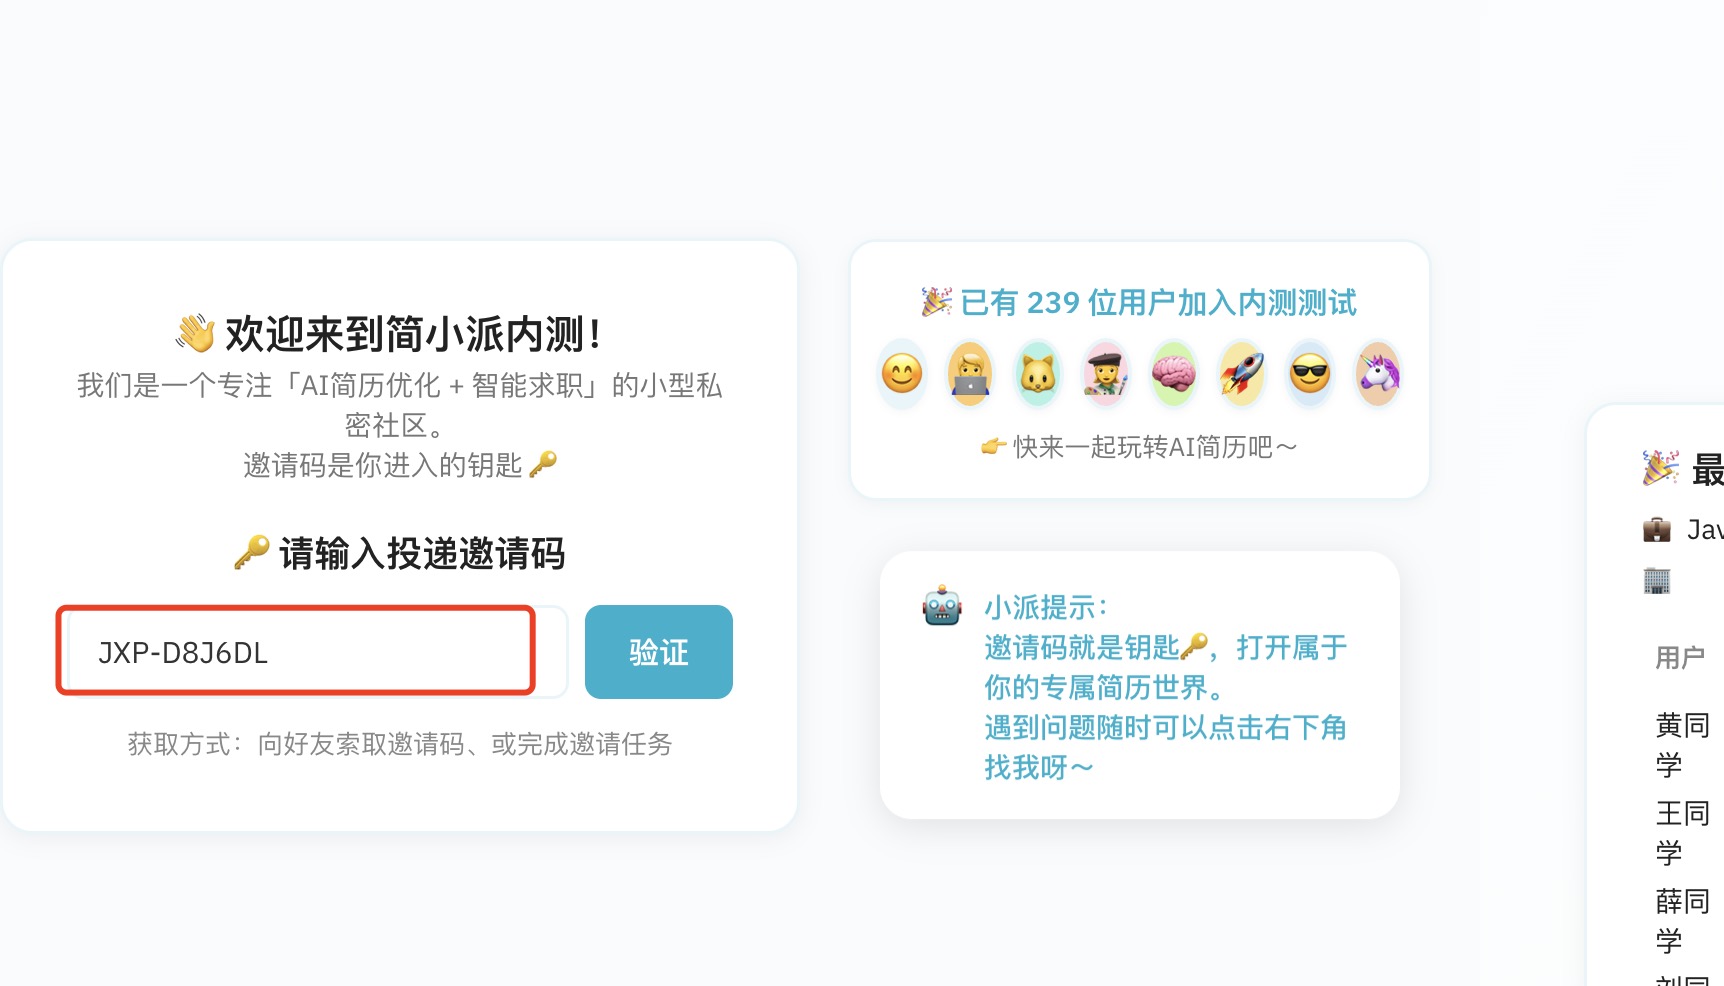 欢迎来到简小派内测！
我们是一个专注「AI简历优化 + 智能求职」的小型私
密社区。
邀请码是你进入的钥匙
请输入投递邀请码
JXP-D8J6DL
验证
获取方式：向好友索取邀请码、或完成邀请任务
已有 239 位用户加入内测测试
快来一起玩转AI简历吧～
小派提示：
邀请码就是钥匙，打开属于
你的专属简历世界。
遇到问题随时可以点击右下角
找我呀～
最
Jav
用户
黄同
学
王同
学
薛同
学
刘同